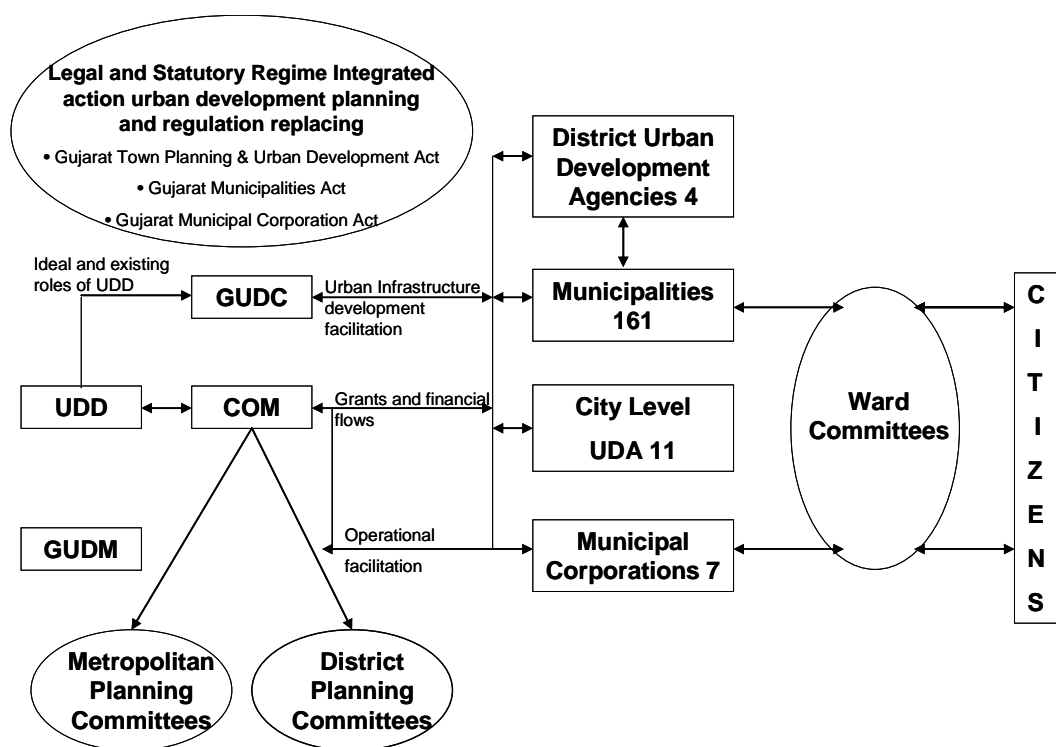 Legal and Statutory Regime Integrated
action urban development planning
and regulation replacing
• Gujarat Town Planning & Urban Development Act
• Gujarat Municipalities Act
• Gujarat Municipal Corporation Act
District Urban
Development
Agencies 4
Ideal and existing
roles of UDD
GUDC
Urban Infrastructure
development
facilitation
Municipalities
161
UDD
COM
Grants and financial
flows
City Level
UDA 11
Ward
Committees
C
I
T
I
Z
E
N
S
GUDM
Operational
facilitation
Municipal
Corporations 7
Metropolitan
Planning
Committees
District
Planning
Committees